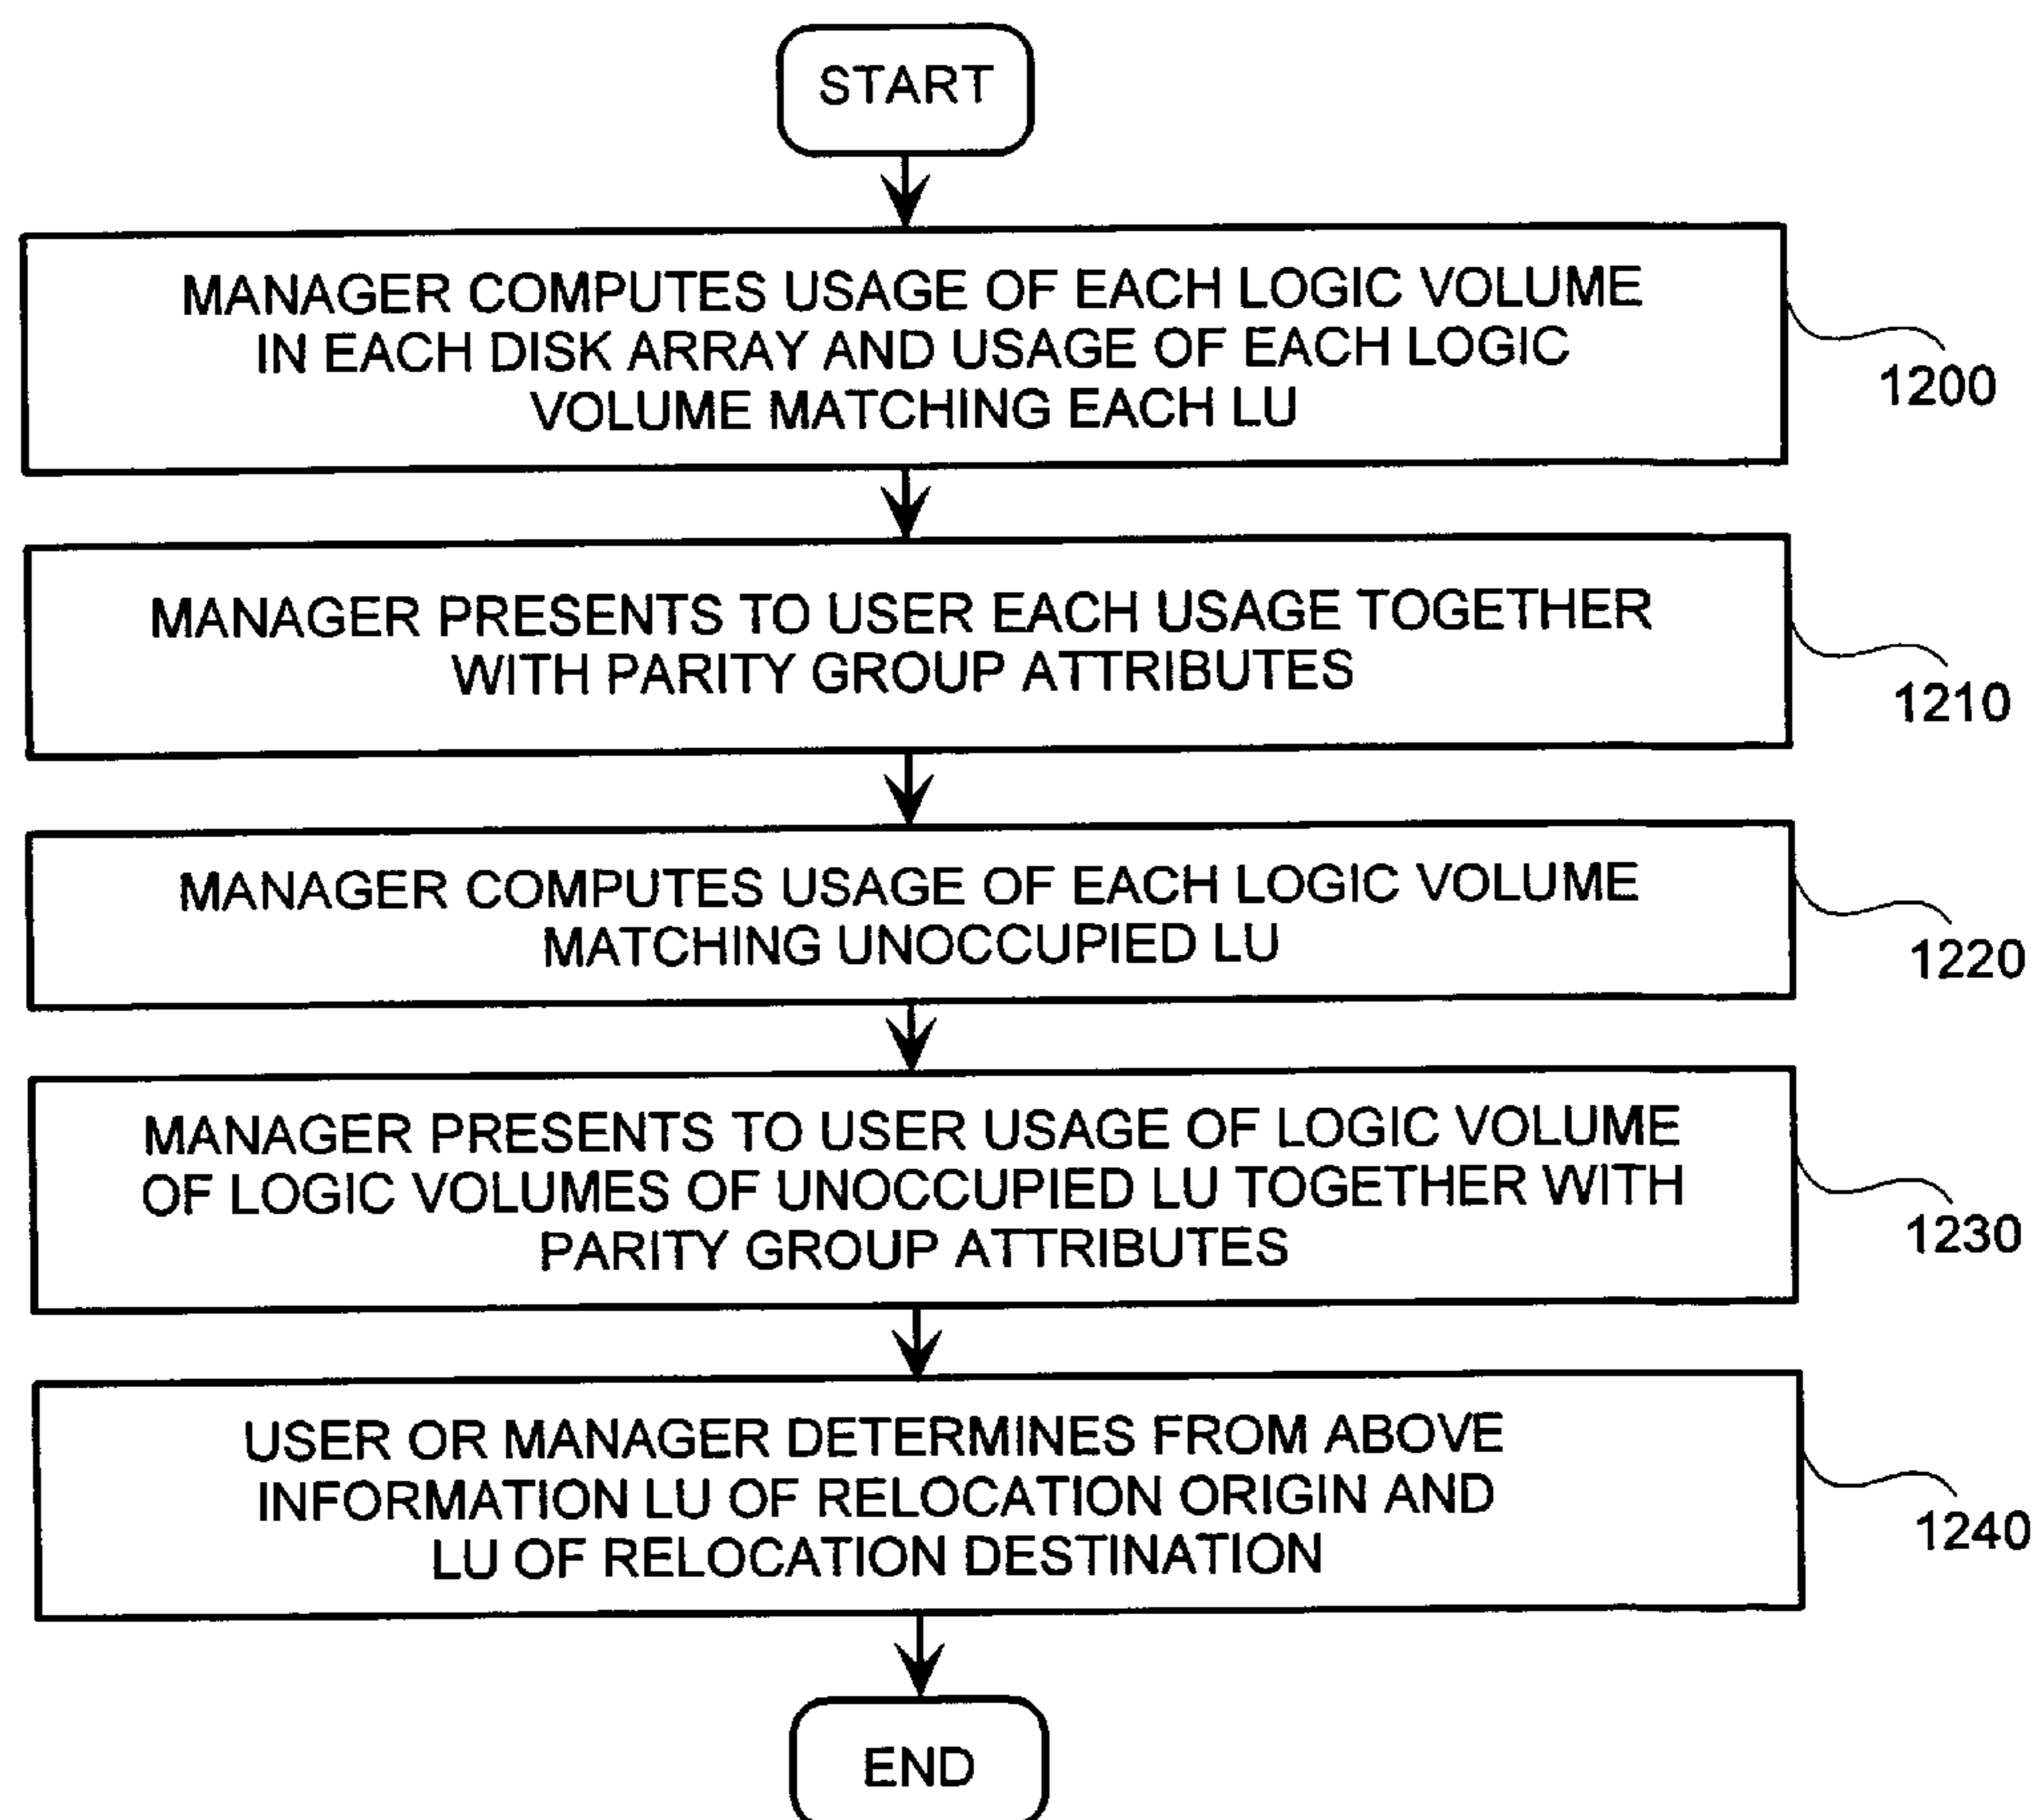 START
MANAGER COMPUTES USAGE OF EACH LOGIC VOLUME
IN EACH DISK ARRAY AND USAGE OF EACH LOGIC
VOLUME MATCHING EACH LU
1200
MANAGER PRESENTS TO USER EACH USAGE TOGETHER
WITH PARITY GROUP ATTRIBUTES
1210
MANAGER COMPUTES USAGE OF EACH LOGIC VOLUME
MATCHING UNOCCUPIED LU
1220
MANAGER PRESENTS TO USER USAGE OF LOGIC VOLUME
OF LOGIC VOLUMES OF UNOCCUPIED LU TOGETHER WITH
PARITY GROUP ATTRIBUTES
1230
USER OR MANAGER DETERMINES FROM ABOVE
INFORMATION LU OF RELOCATION ORIGIN AND
LU OF RELOCATION DESTINATION
1240
END